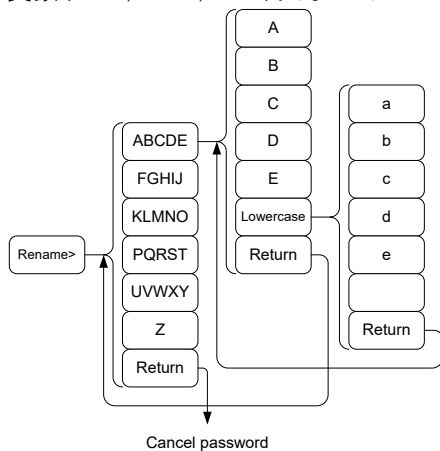 Rename>
ABCDE
FGHIJ
KLMNO
PQRST
UVWXY
Z
Return
A
B
C
D
E
Lowercase
Return
a
b
c
d
e
Return
Cancel password